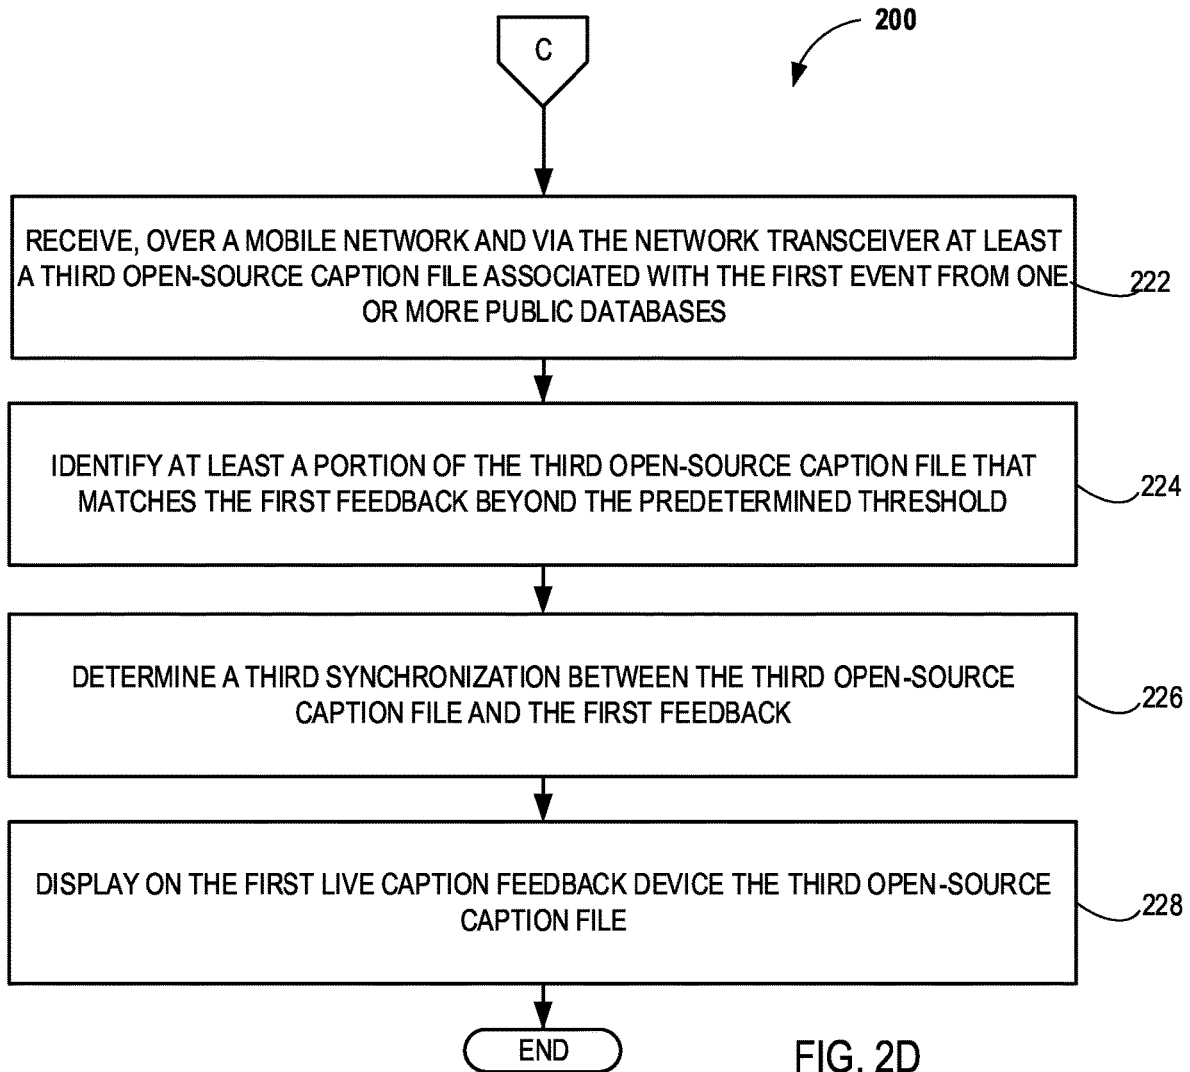 C
200
RECEIVE, OVER A MOBILE NETWORK AND VIA THE NETWORK TRANSCEIVER AT LEAST
A THIRD OPEN-SOURCE CAPTION FILE ASSOCIATED WITH THE FIRST EVENT FROM ONE
OR MORE PUBLIC DATABASES
222
IDENTIFY AT LEAST A PORTION OF THE THIRD OPEN-SOURCE CAPTION FILE THAT
MATCHES THE FIRST FEEDBACK BEYOND THE PREDETERMINED THRESHOLD
224
DETERMINE A THIRD SYNCHRONIZATION BETWEEN THE THIRD OPEN-SOURCE
CAPTION FILE AND THE FIRST FEEDBACK
226
DISPLAY ON THE FIRST LIVE CAPTION FEEDBACK DEVICE THE THIRD OPEN-SOURCE
CAPTION FILE
228
END
FIG. 2D